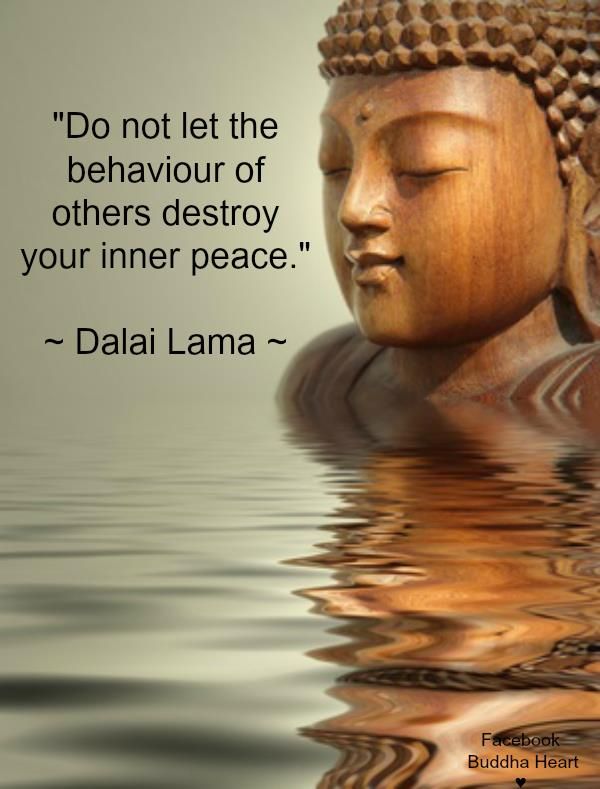 "Do not let the
behaviour of
others destroy
your inner peace."
~ Dalai Lama ~
Facebook
Buddha Heart
♥